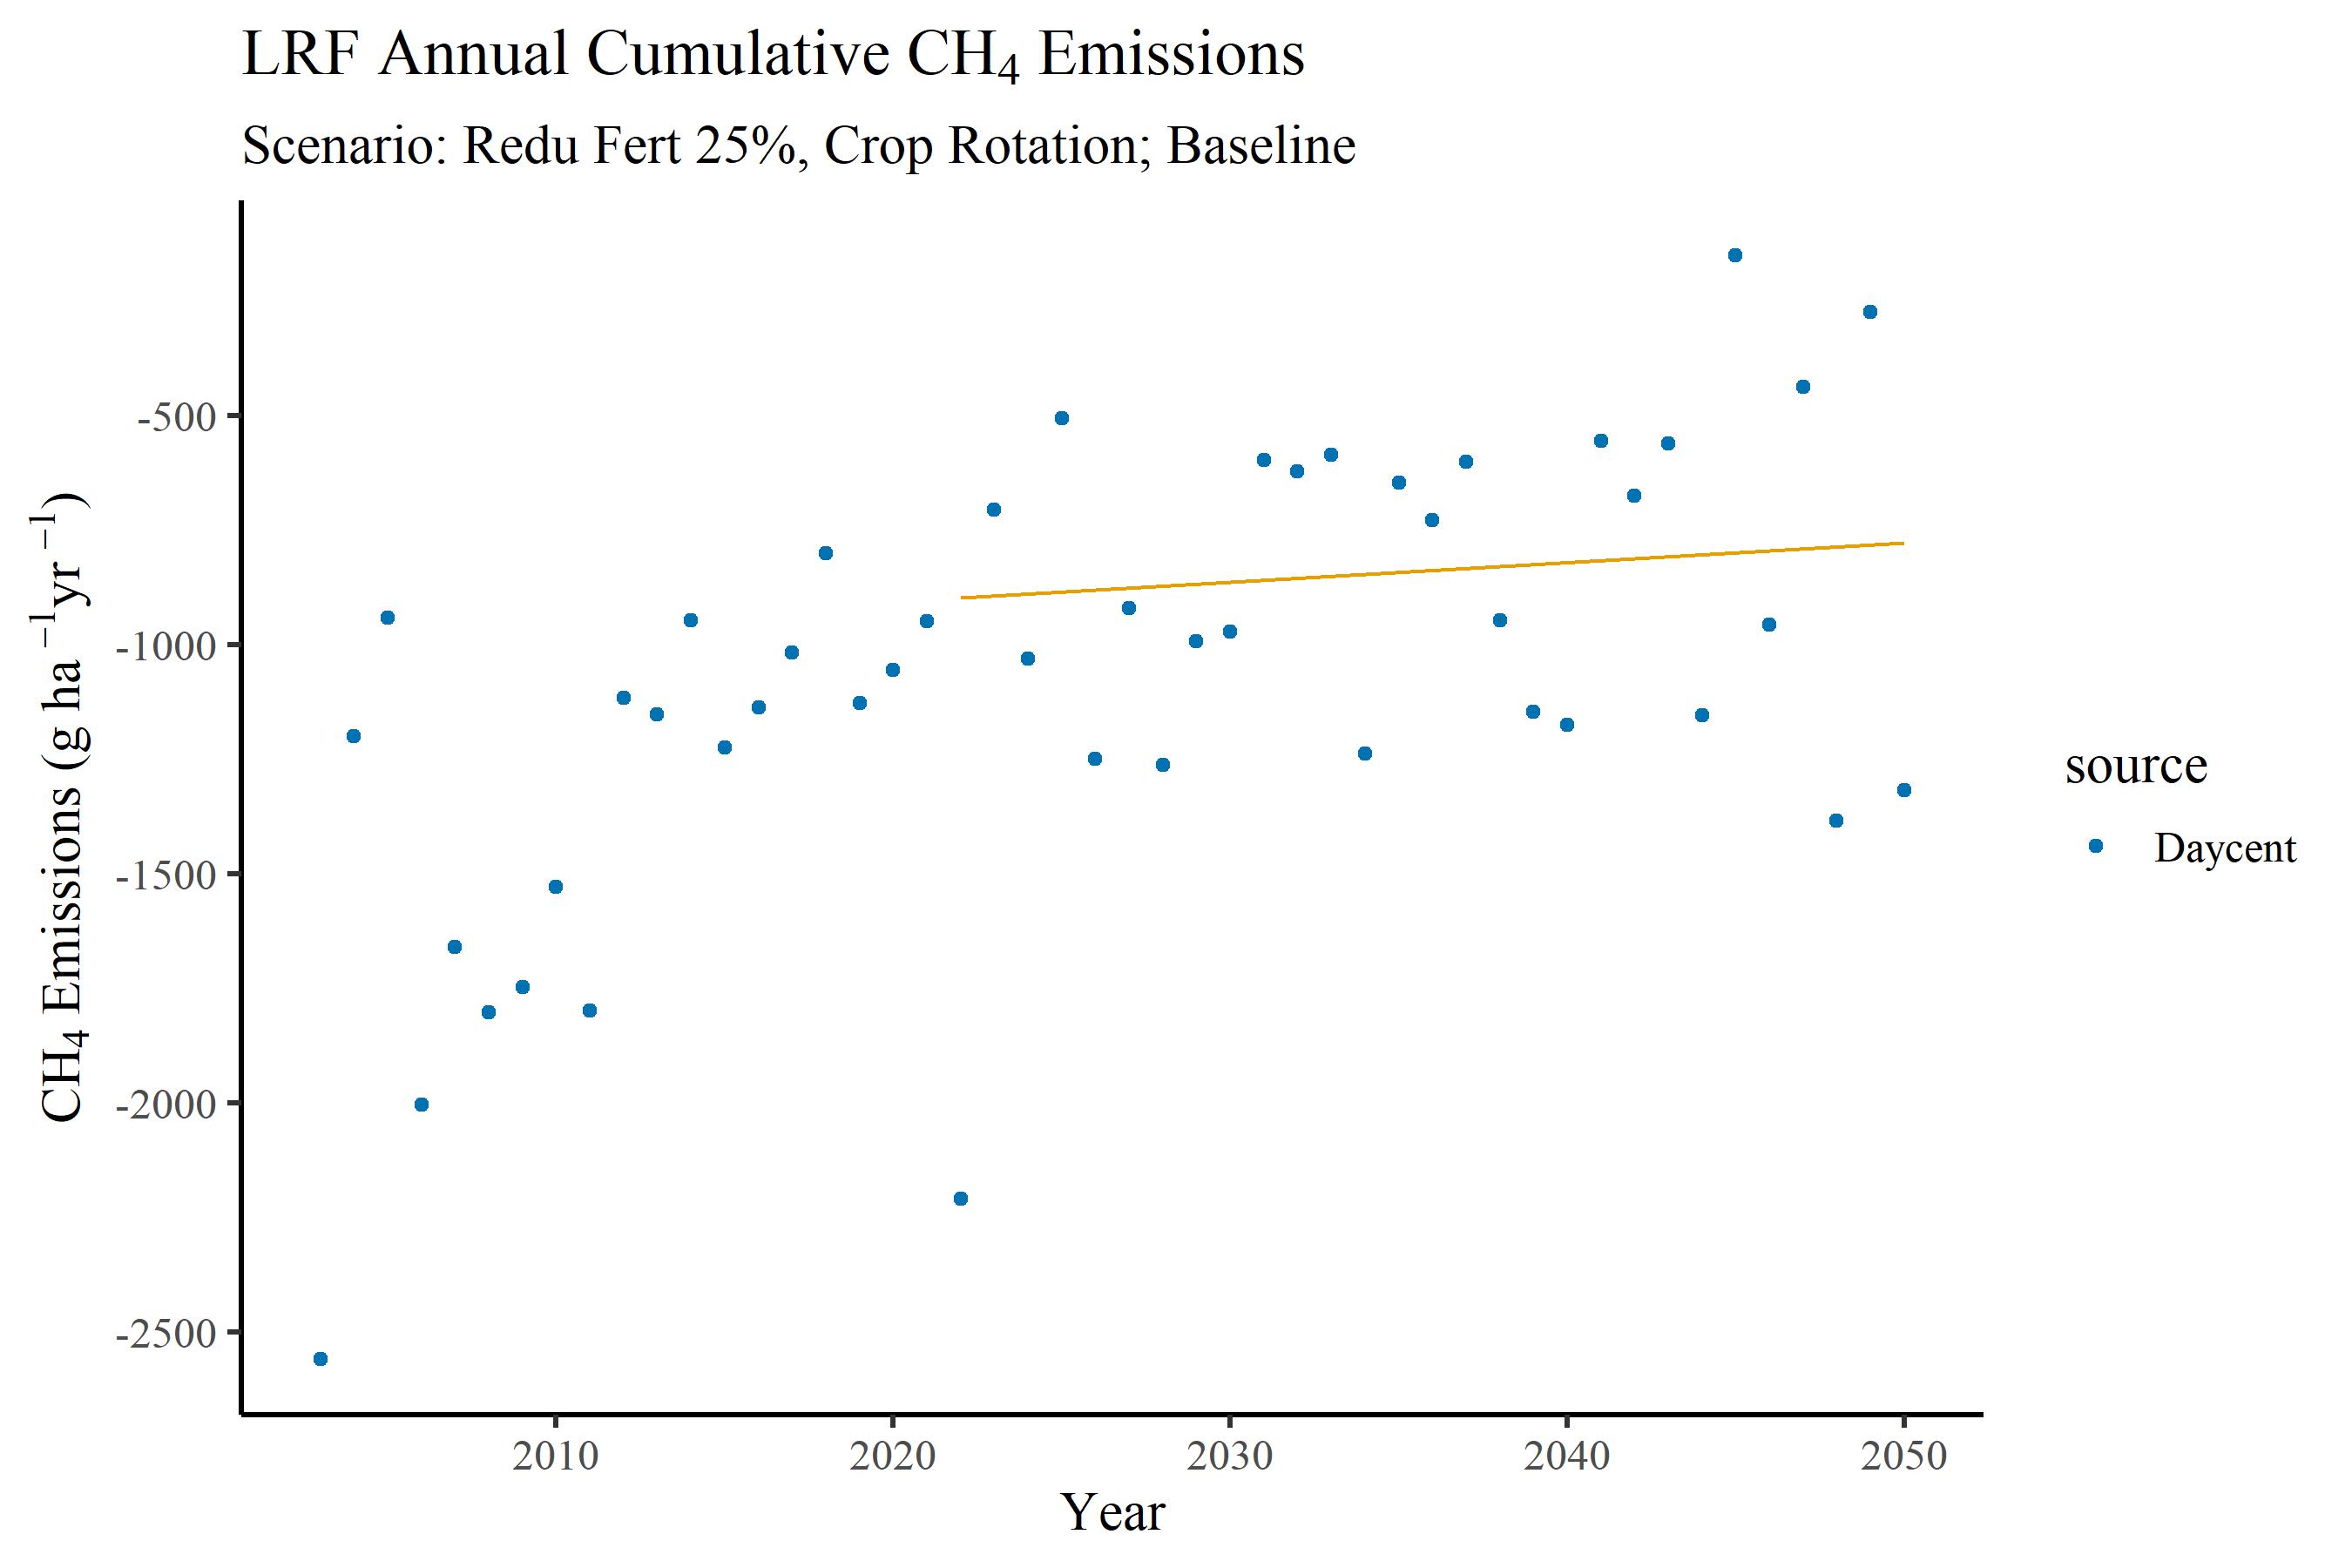 LRF Annual Cumulative CH₄ Emissions
Scenario: Redu Fert 25%, Crop Rotation; Baseline
CH₄ Emissions (g ha⁻¹yr⁻¹)
-500
-1000
-1500
-2000
-2500
2010 2020 2030 2040 2050
Year
source
Daycent